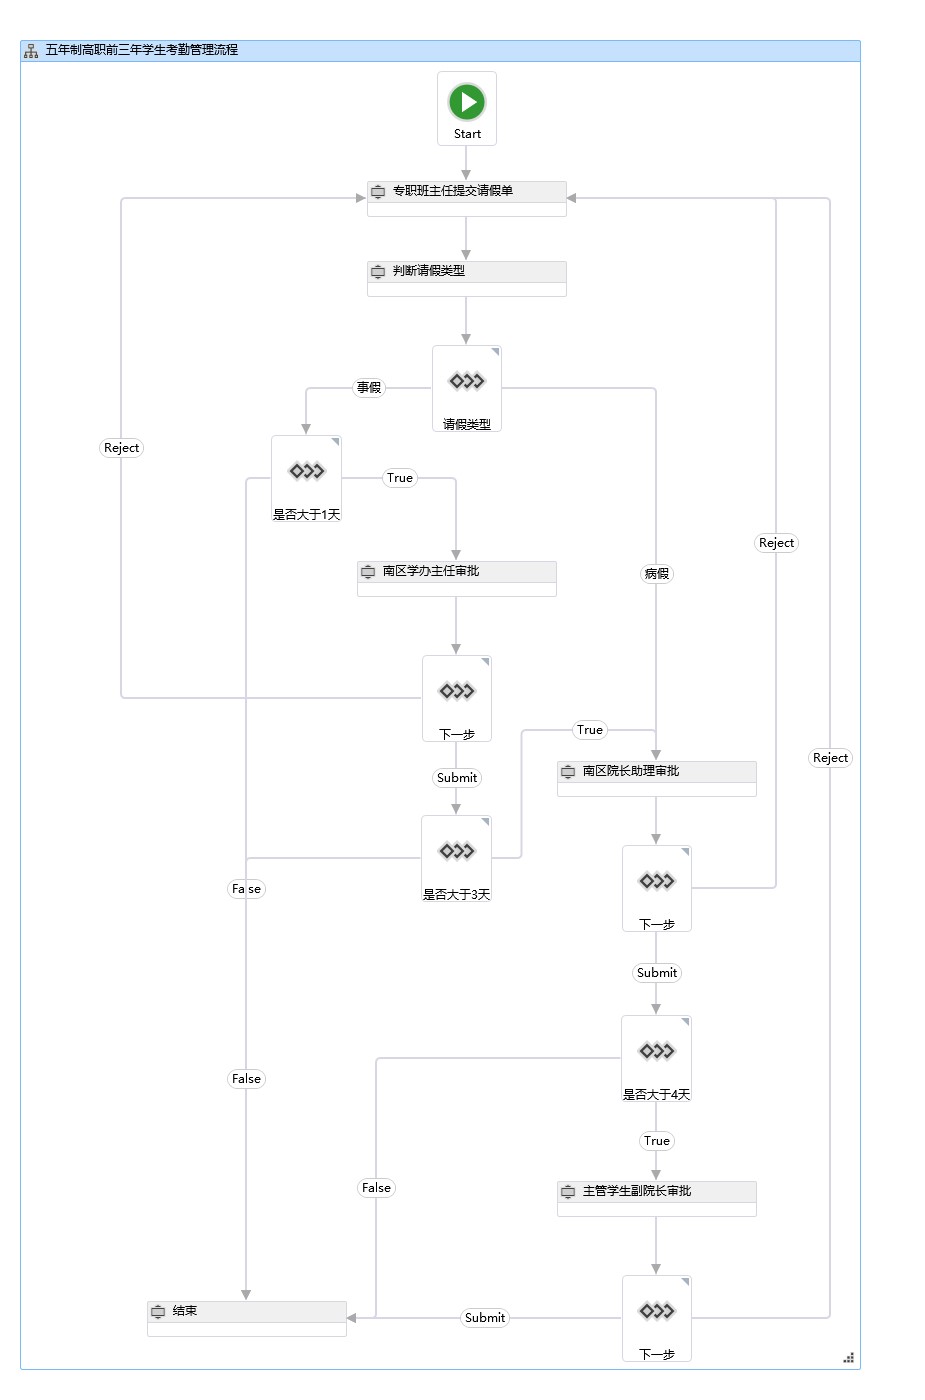 五年制高职前三年学生考勤管理流程
Start
专职班主任提交请假单
判断请假类型
请假类型
事假
Reject
是否大于1天
True
Reject
南区学办主任审批
病假
下一步
True
Reject
Submit
南区院长助理审批
是否大于3天
False
下一步
Submit
是否大于4天
False
True
False
主管学生副院长审批
结束
Submit
下一步